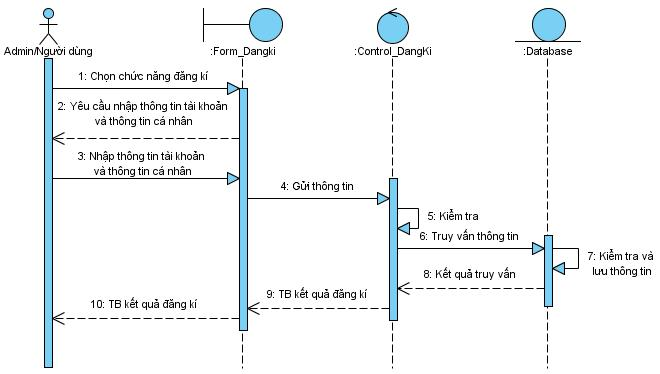 Admin/Người dùng
:Form_Dangki
:Control_DangKi
:Database
1: Chọn chức năng đăng kí
2: Yêu cầu nhập thông tin tài khoản
và thông tin cá nhân
3: Nhập thông tin tài khoản
và thông tin cá nhân
4: Gửi thông tin
5: Kiểm tra
6: Truy vấn thông tin
7: Kiểm tra và
lưu thông tin
8: Kết quả truy vấn
9: TB kết quả đăng kí
10: TB kết quả đăng kí